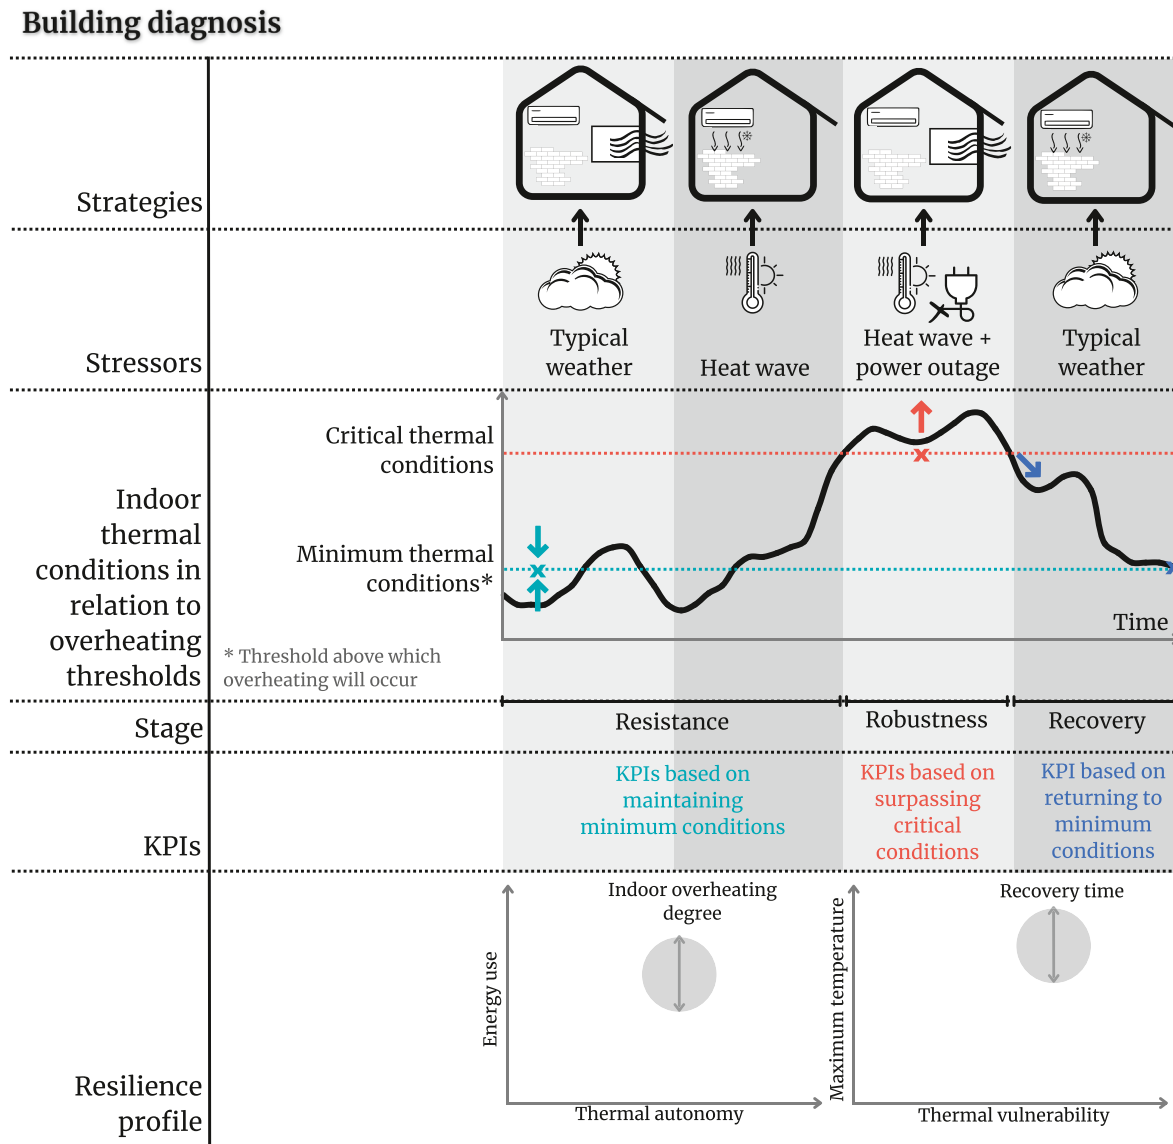 Building diagnosis
Strategies
Stressors
Typical
weather
Heat wave
Heat wave +
power outage
Typical
weather
Indoor
thermal
conditions in
relation to
overheating
thresholds
Critical thermal
conditions
Minimum thermal
conditions*
* Threshold above which
overheating will occur
Time
Stage
Resistance
Robustness
Recovery
KPIs
KPIs based on
maintaining
minimum conditions
KPIs based on
surpassing
critical
conditions
KPI based on
returning to
minimum
conditions
Resilience
profile
Energy use
Indoor overheating
degree
Thermal autonomy
Maximum temperature
Recovery time
Thermal vulnerability